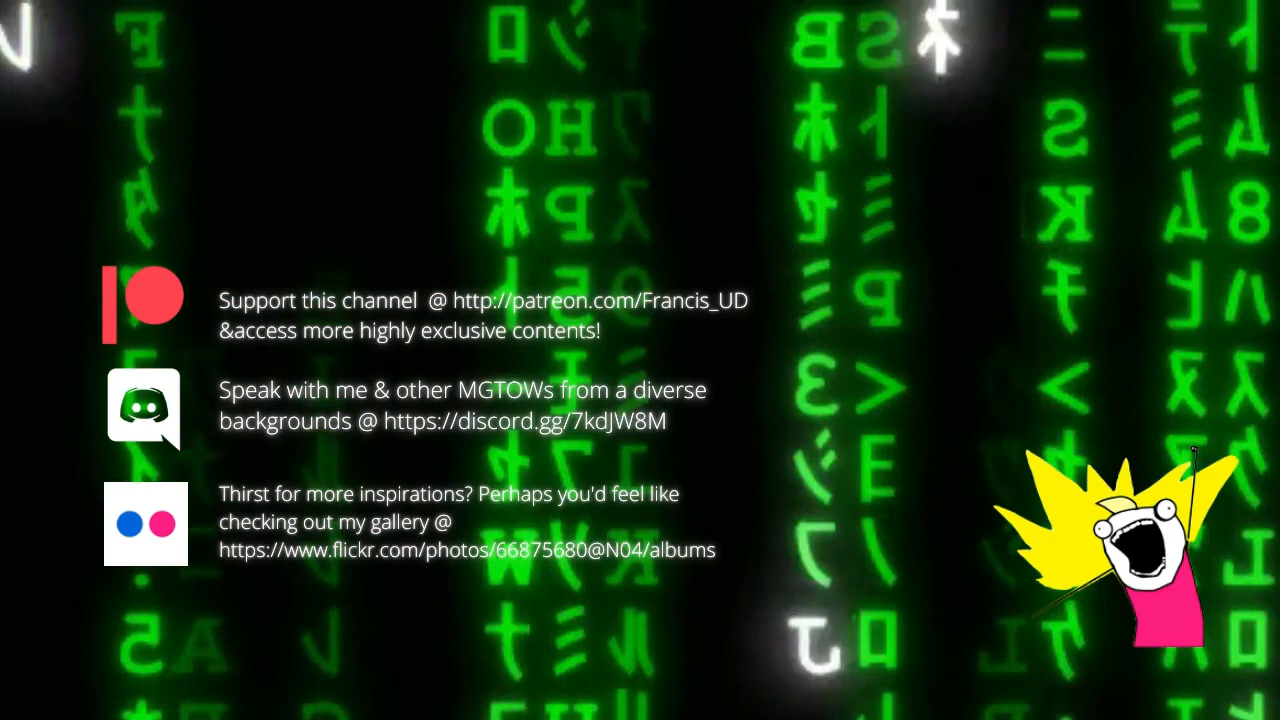 Support this channel @ http://patreon.com/Francis_UD
&access more highly exclusive contents!
Speak with me & other MGTOWs from a diverse
backgrounds @ https://discord.gg/7kdJW8M
Thirst for more inspirations? Perhaps you'd feel like
checking out my gallery @
https://www.flickr.com/photos/66875680@N04/albums